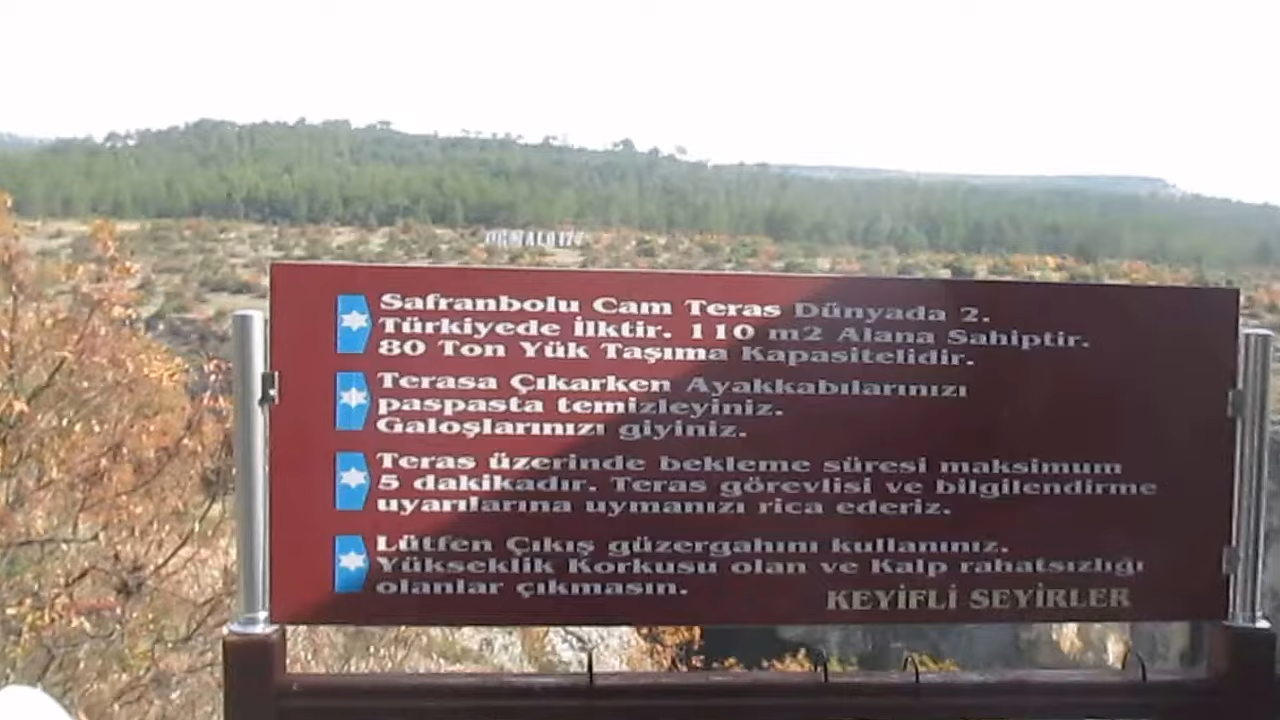 Safranbolu Cam Teras Dünyada 2.
Türkiyede İlktir. 110 m2 Alana Sahiptir.
80 Ton Yük Taşıma Kapasitelidir.
Terasa Çıkarken Ayakkabılarınızı
paspasta temizleyiniz.
Galoşlarınızı giyiniz.
Teras üzerinde bekleme süresi maksimum
5 dakikadır. Teras görevlisi ve bilgilendirme
uyarılarına uymanızı rica ederiz.
Lütfen Çıkış güzergahını kullanınız.
Yükseklik Korkusu olan ve Kalp rahatsızlığı
olanlar çıkmasın.
KEYİFLİ SEYİRLER